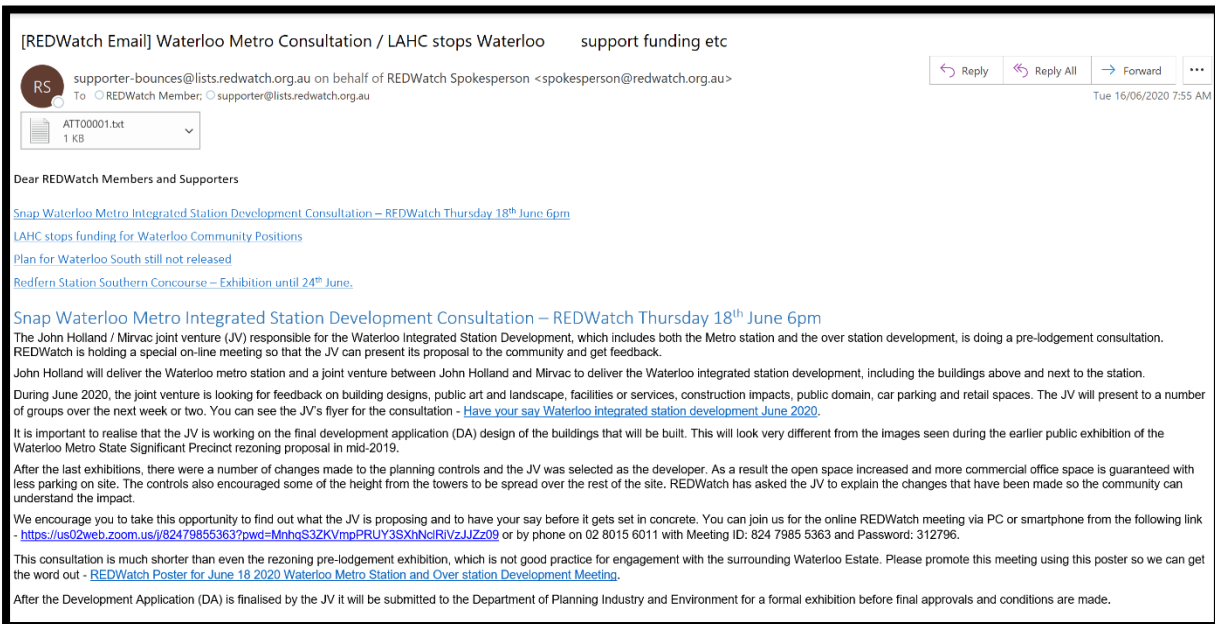 [REDWatch Email] Waterloo Metro Consultation / LAHC stops Waterloo support funding etc
RS
supporter-bounces@lists.redwatch.org.au on behalf of REDWatch Spokesperson <spokesperson@redwatch.org.au>
To REDWatch Member; supporter@lists.redwatch.org.au
Reply
Reply All
Forward
...
Tue 16/06/2020 7:55 AM
ATT00001.txt
1 KB
Dear REDWatch Members and Supporters
Snap Waterloo Metro Integrated Station Development Consultation – REDWatch Thursday 18th June 6pm
LAHC stops funding for Waterloo Community Positions
Plan for Waterloo South still not released
Redfern Station Southern Concourse – Exhibition until 24th June.
Snap Waterloo Metro Integrated Station Development Consultation – REDWatch Thursday 18th June 6pm
The John Holland / Mirvac joint venture (JV) responsible for the Waterloo Integrated Station Development, which includes both the Metro station and the over station development, is doing a pre-lodgement consultation.
REDWatch is holding a special on-line meeting so that the JV can present its proposal to the community and get feedback.
John Holland will deliver the Waterloo metro station and a joint venture between John Holland and Mirvac to deliver the Waterloo integrated station development, including the buildings above and next to the station.
During June 2020, the joint venture is looking for feedback on building designs, public art and landscape, facilities or services, construction impacts, public domain, car parking and retail spaces. The JV will present to a number
of groups over the next week or two. You can see the JV's flyer for the consultation - Have your say Waterloo integrated station development June 2020.
It is important to realise that the JV is working on the final development application (DA) design of the buildings that will be built. This will look very different from the images seen during the earlier public exhibition of the
Waterloo Metro State Significant Precinct rezoning proposal in mid-2019.
After the last exhibitions, there were a number of changes made to the planning controls and the JV was selected as the developer. As a result the open space increased and more commercial office space is guaranteed with
less parking on site. The controls also encouraged some of the height from the towers to be spread over the rest of the site. REDWatch has asked the JV to explain the changes that have been made so the community can
understand the impact.
We encourage you to take this opportunity to find out what the JV is proposing and to have your say before it gets set in concrete. You can join us for the online REDWatch meeting via PC or smartphone from the following link
- https://us02web.zoom.us/j/82479855363?pwd=MnhqS3ZKVmpPRUY3SXhNclRiVzJJZz09 or by phone on 02 8015 6011 with Meeting ID: 824 7985 5363 and Password: 312796.
This consultation is much shorter than even the rezoning pre-lodgement exhibition, which is not good practice for engagement with the surrounding Waterloo Estate. Please promote this meeting using this poster so we can get
the word out - REDWatch Poster for June 18 2020 Waterloo Metro Station and Over station Development Meeting.
After the Development Application (DA) is finalised by the JV it will be submitted to the Department of Planning Industry and Environment for a formal exhibition before final approvals and conditions are made.